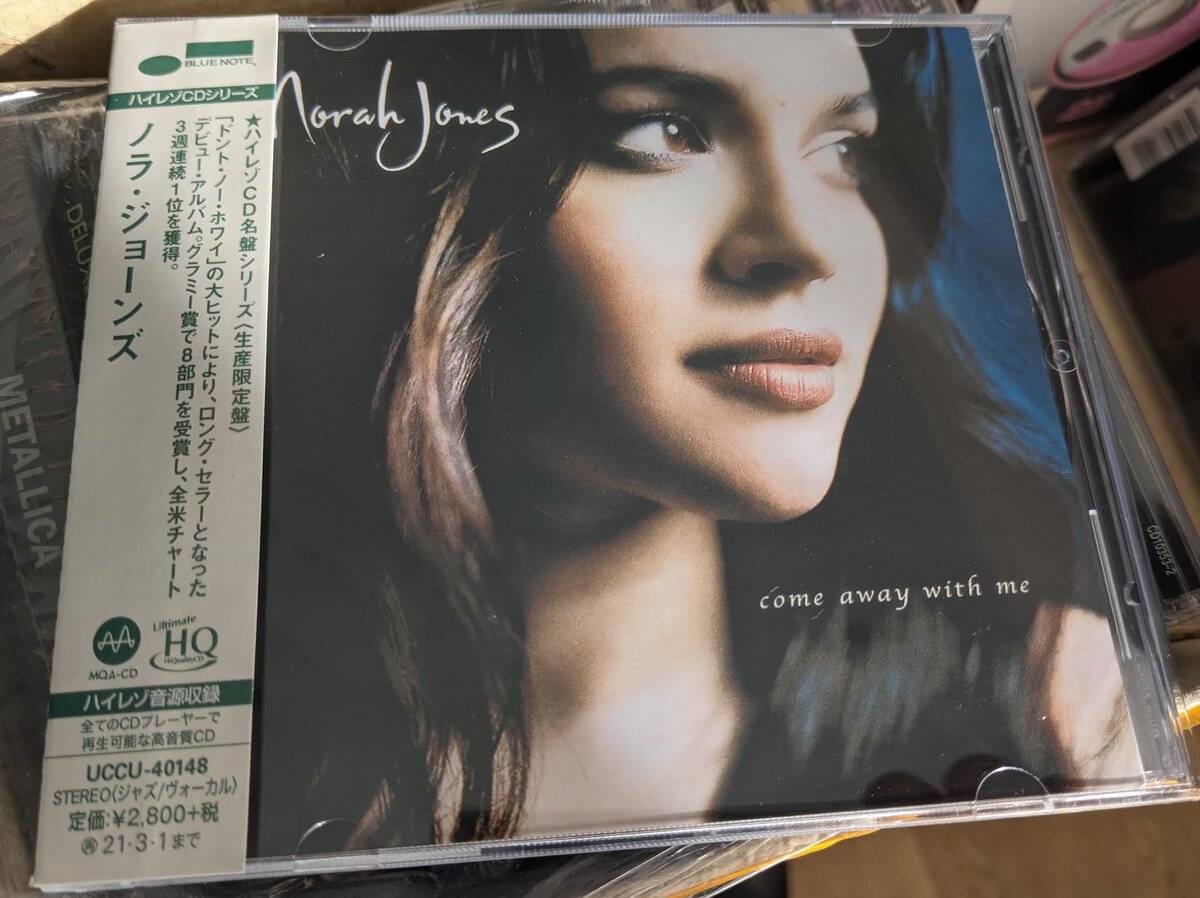 BLUE NOTE
ハイレゾCDシリーズ
ノラ・ジョーンズ
★ハイレゾCD名盤シリーズ〈生産限定盤〉
「ドント・ノー・ホワイ」の大ヒットにより、ロング・セラーとなった
デビュー・アルバム。グラミー賞で8部門を受賞し、全米チャート
3週連続1位を獲得。
MQA-CD
Ultimate
HQ
HiQualityCD
ハイレゾ音源収録
全てのCDプレーヤーで
再生可能な高音質CD
UCCU-40148
STEREO〈ジャズ/ヴォーカル〉
定価:¥2,800+税
21・3・1まで
Norah Jones
come away with me
METALLICA
DELU
CD10353-2